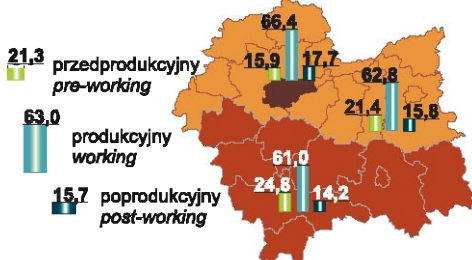 21,3 przedprodukcyjny
pre-working
63,0 produkcyjny
working
15,7 poprodukcyjny
post-working
66,4
15,9 17,7
62,8
21,4 15,8
61,0
24,8 14,2